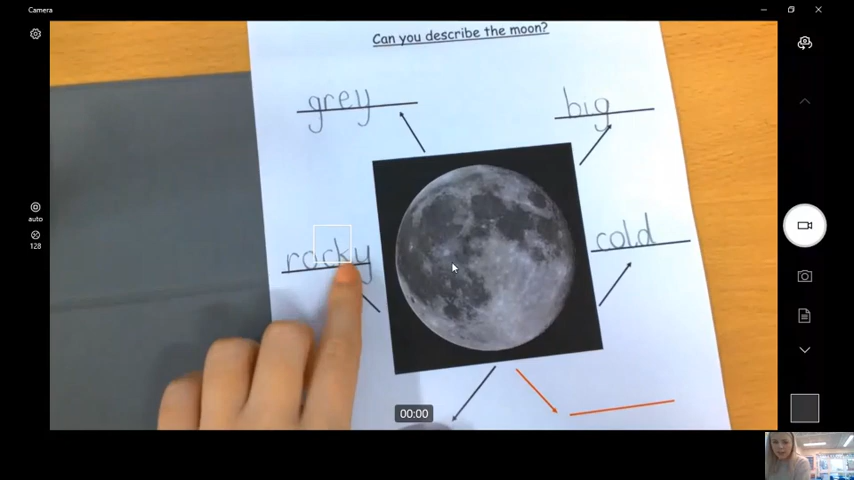 Camera
Can you describe the moon?
grey
big
rocky
cold
auto
128
00:00